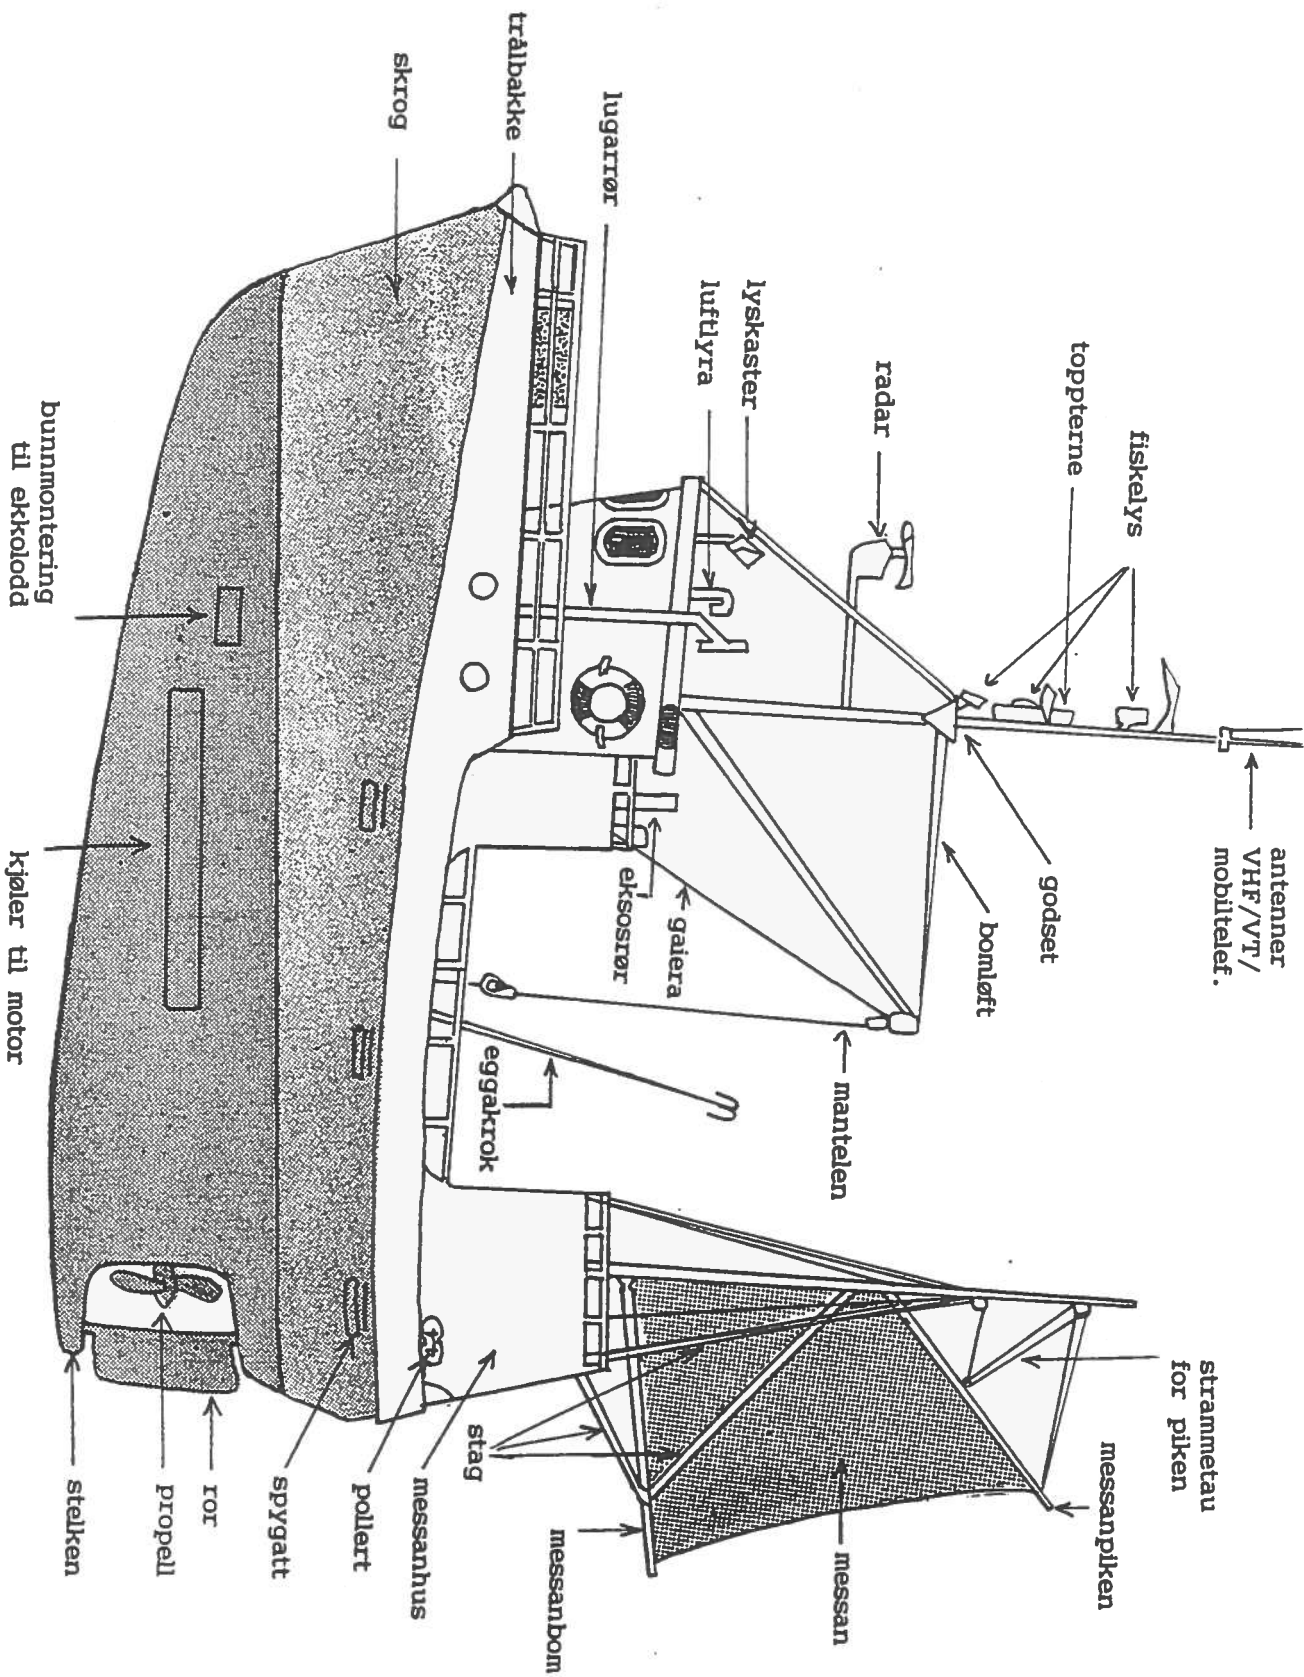 antenner
VHF/VT/
mobiltelef.
fiskelys
toppterne
godset
radar
bomløft
lyskaster
luftlyra
mantelen
gaiera
eksosrør
lugarrør
eggakrok
trålbakke
skrog
strammetau
for piken
messanpiken
messan
messanbom
stag
messanhus
pollert
spygatt
ror
propell
stelken
bunnmontering
til ekkolodd
kjøler til motor